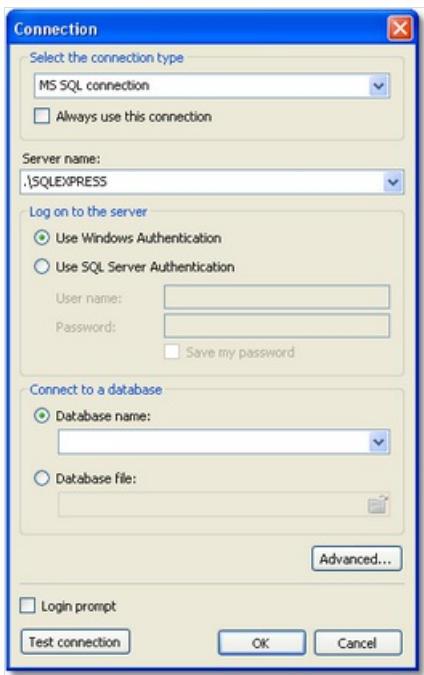 Connection
Select the connection type
MS SQL connection
Always use this connection
Server name:
.\SQLEXPRESS
Log on to the server
Use Windows Authentication
Use SQL Server Authentication
User name:
Password:
Save my password
Connect to a database
Database name:
Database file:
Advanced...
Login prompt
Test connection OK Cancel